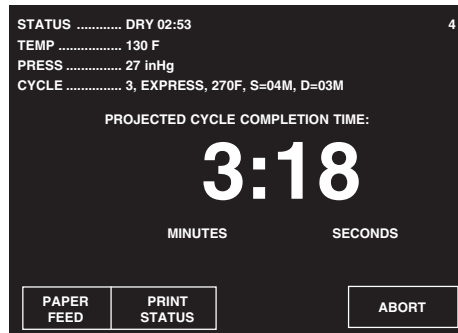 STATUS ............ DRY 02:53 4
TEMP ................ 130 F
PRESS............... 27 inHg
CYCLE ............... 3, EXPRESS, 270F, S=04M, D=03M
PROJECTED CYCLE COMPLETION TIME:
3:18
MINUTES SECONDS
PAPER FEED
PRINT STATUS
ABORT